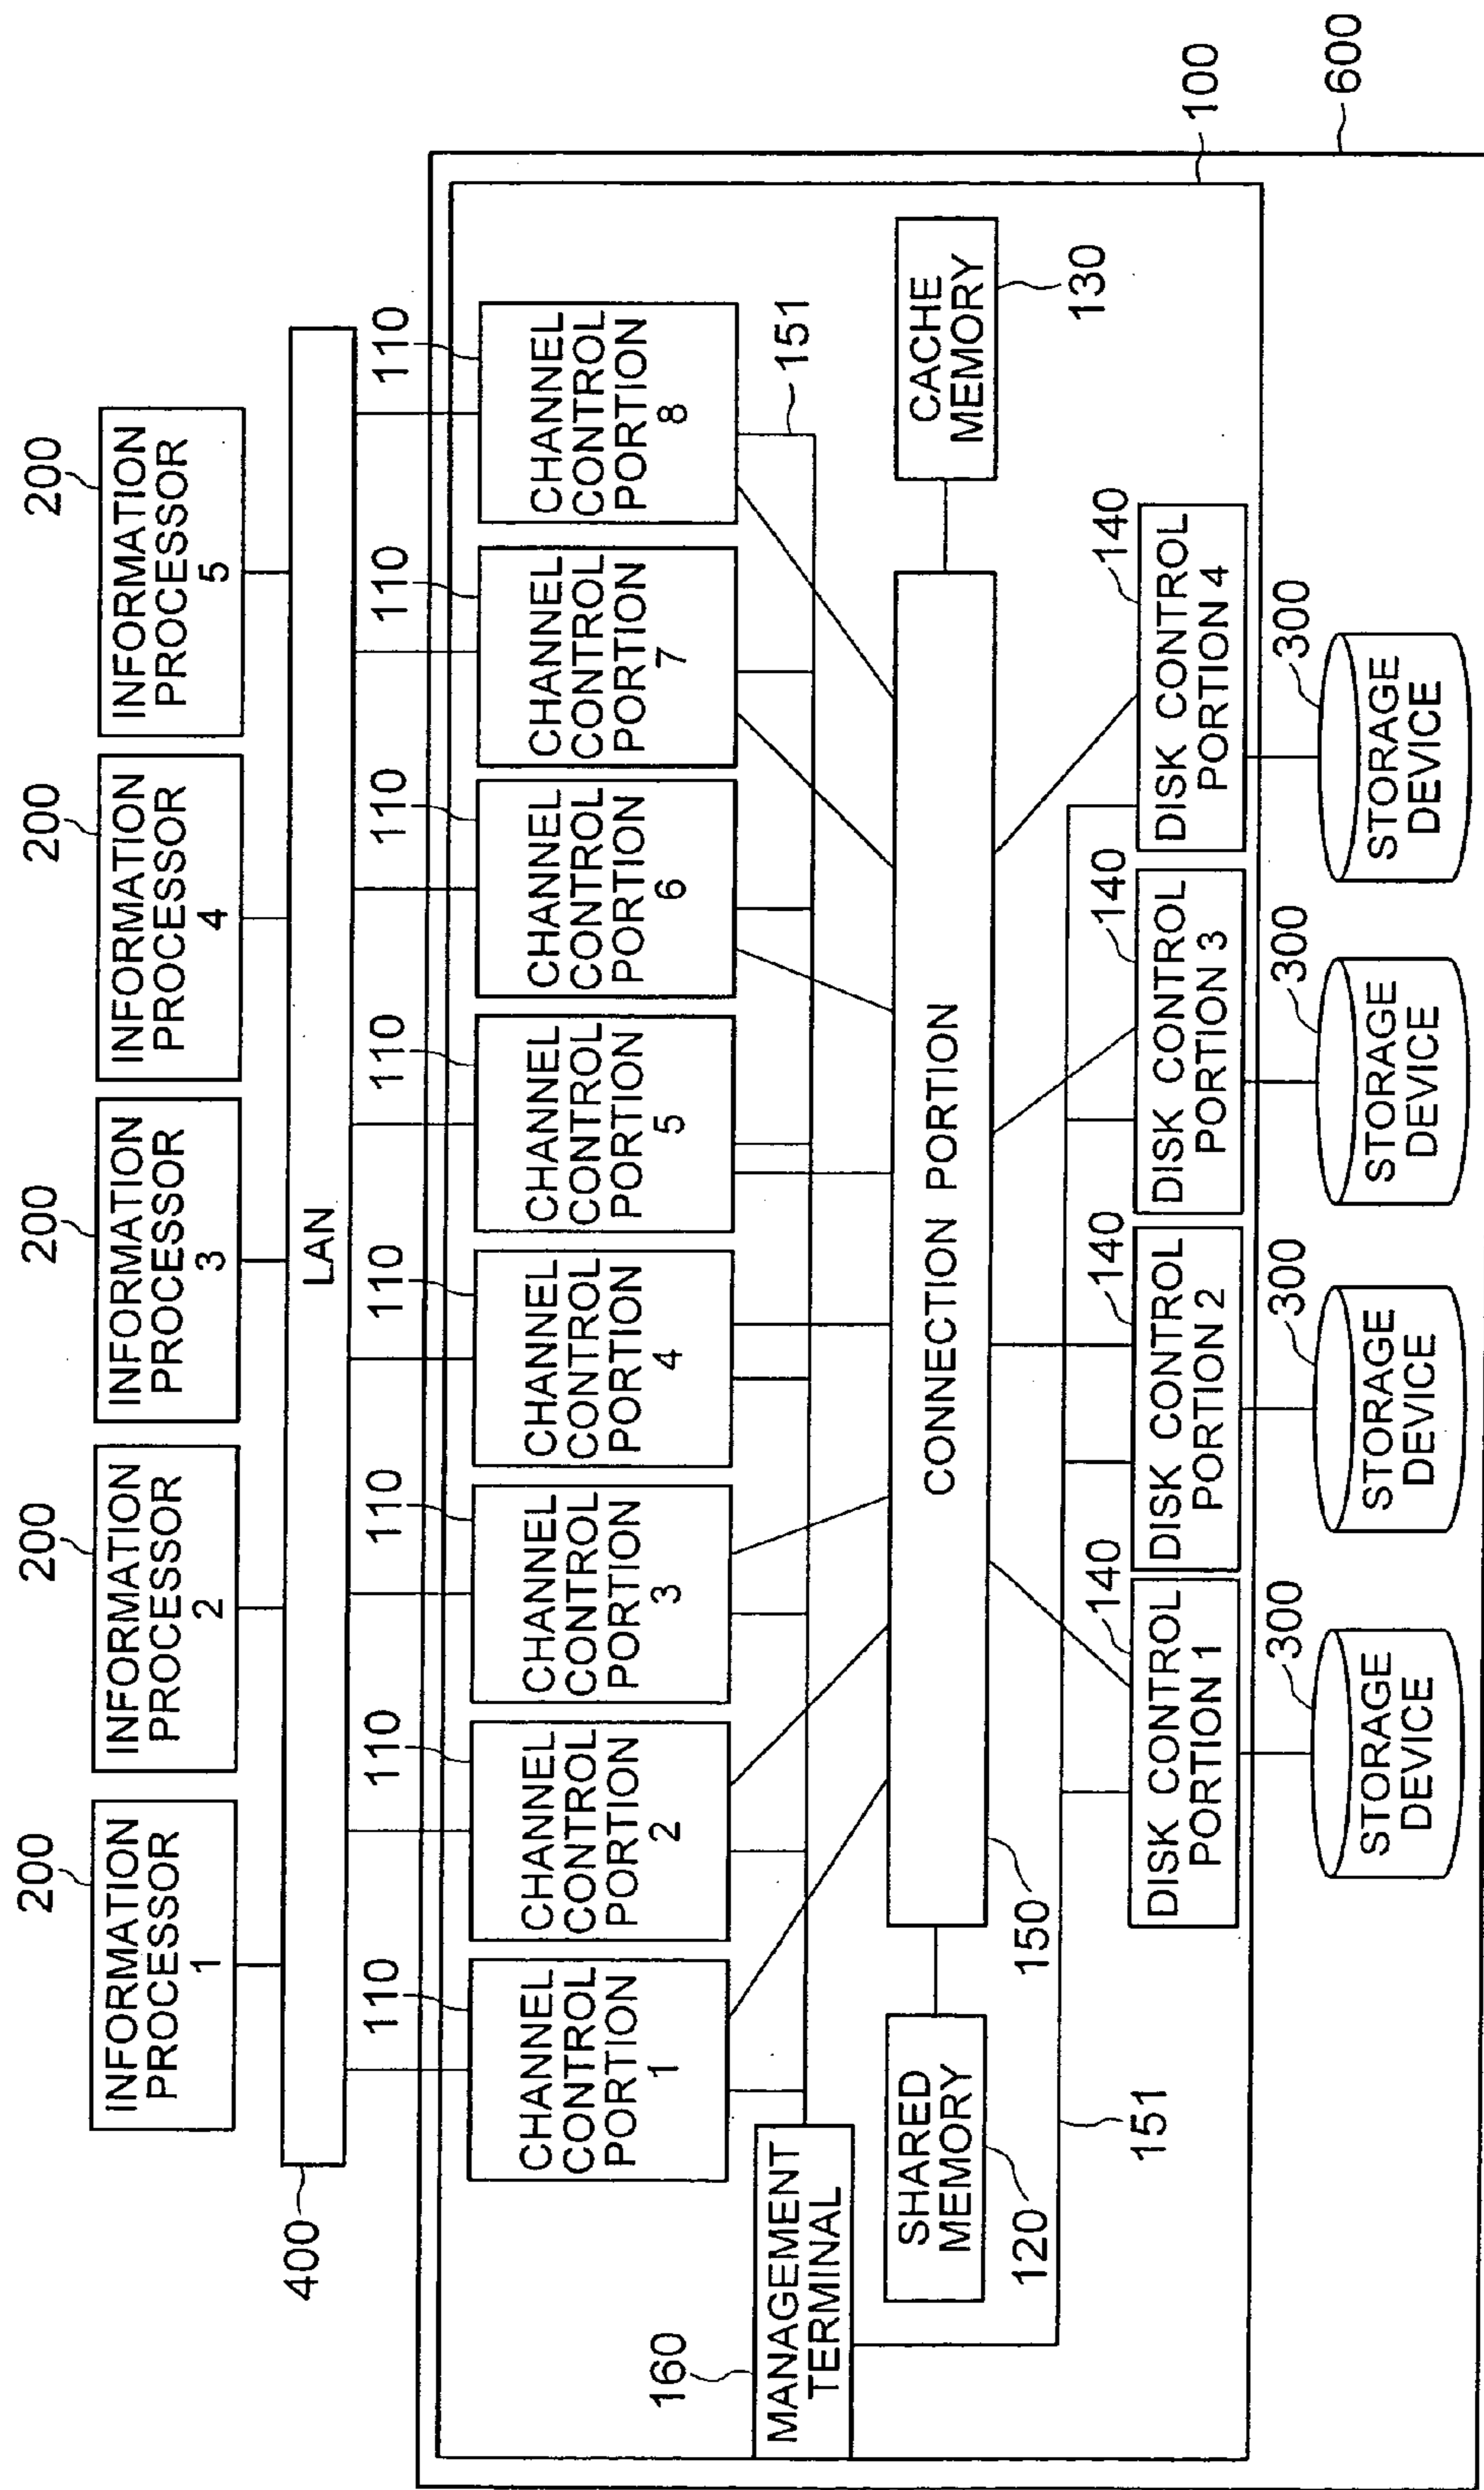 200
200
200
200
200
INFORMATION
PROCESSOR
1
INFORMATION
PROCESSOR
2
INFORMATION
PROCESSOR
3
INFORMATION
PROCESSOR
4
INFORMATION
PROCESSOR
5
400
LAN
110
110
110
110
110
110
110
110
CHANNEL
CONTROL
PORTION
1
CHANNEL
CONTROL
PORTION
2
CHANNEL
CONTROL
PORTION
3
CHANNEL
CONTROL
PORTION
4
CHANNEL
CONTROL
PORTION
5
CHANNEL
CONTROL
PORTION
6
CHANNEL
CONTROL
PORTION
7
CHANNEL
CONTROL
PORTION
8
160
MANAGEMENT
TERMINAL
151
SHARED
MEMORY
120
CONNECTION PORTION
150
CACHE
MEMORY
130
151
140
140
140
140
DISK CONTROL
PORTION 1
DISK CONTROL
PORTION 2
DISK CONTROL
PORTION 3
DISK CONTROL
PORTION 4
100
300
300
300
300
STORAGE
DEVICE
STORAGE
DEVICE
STORAGE
DEVICE
STORAGE
DEVICE
600